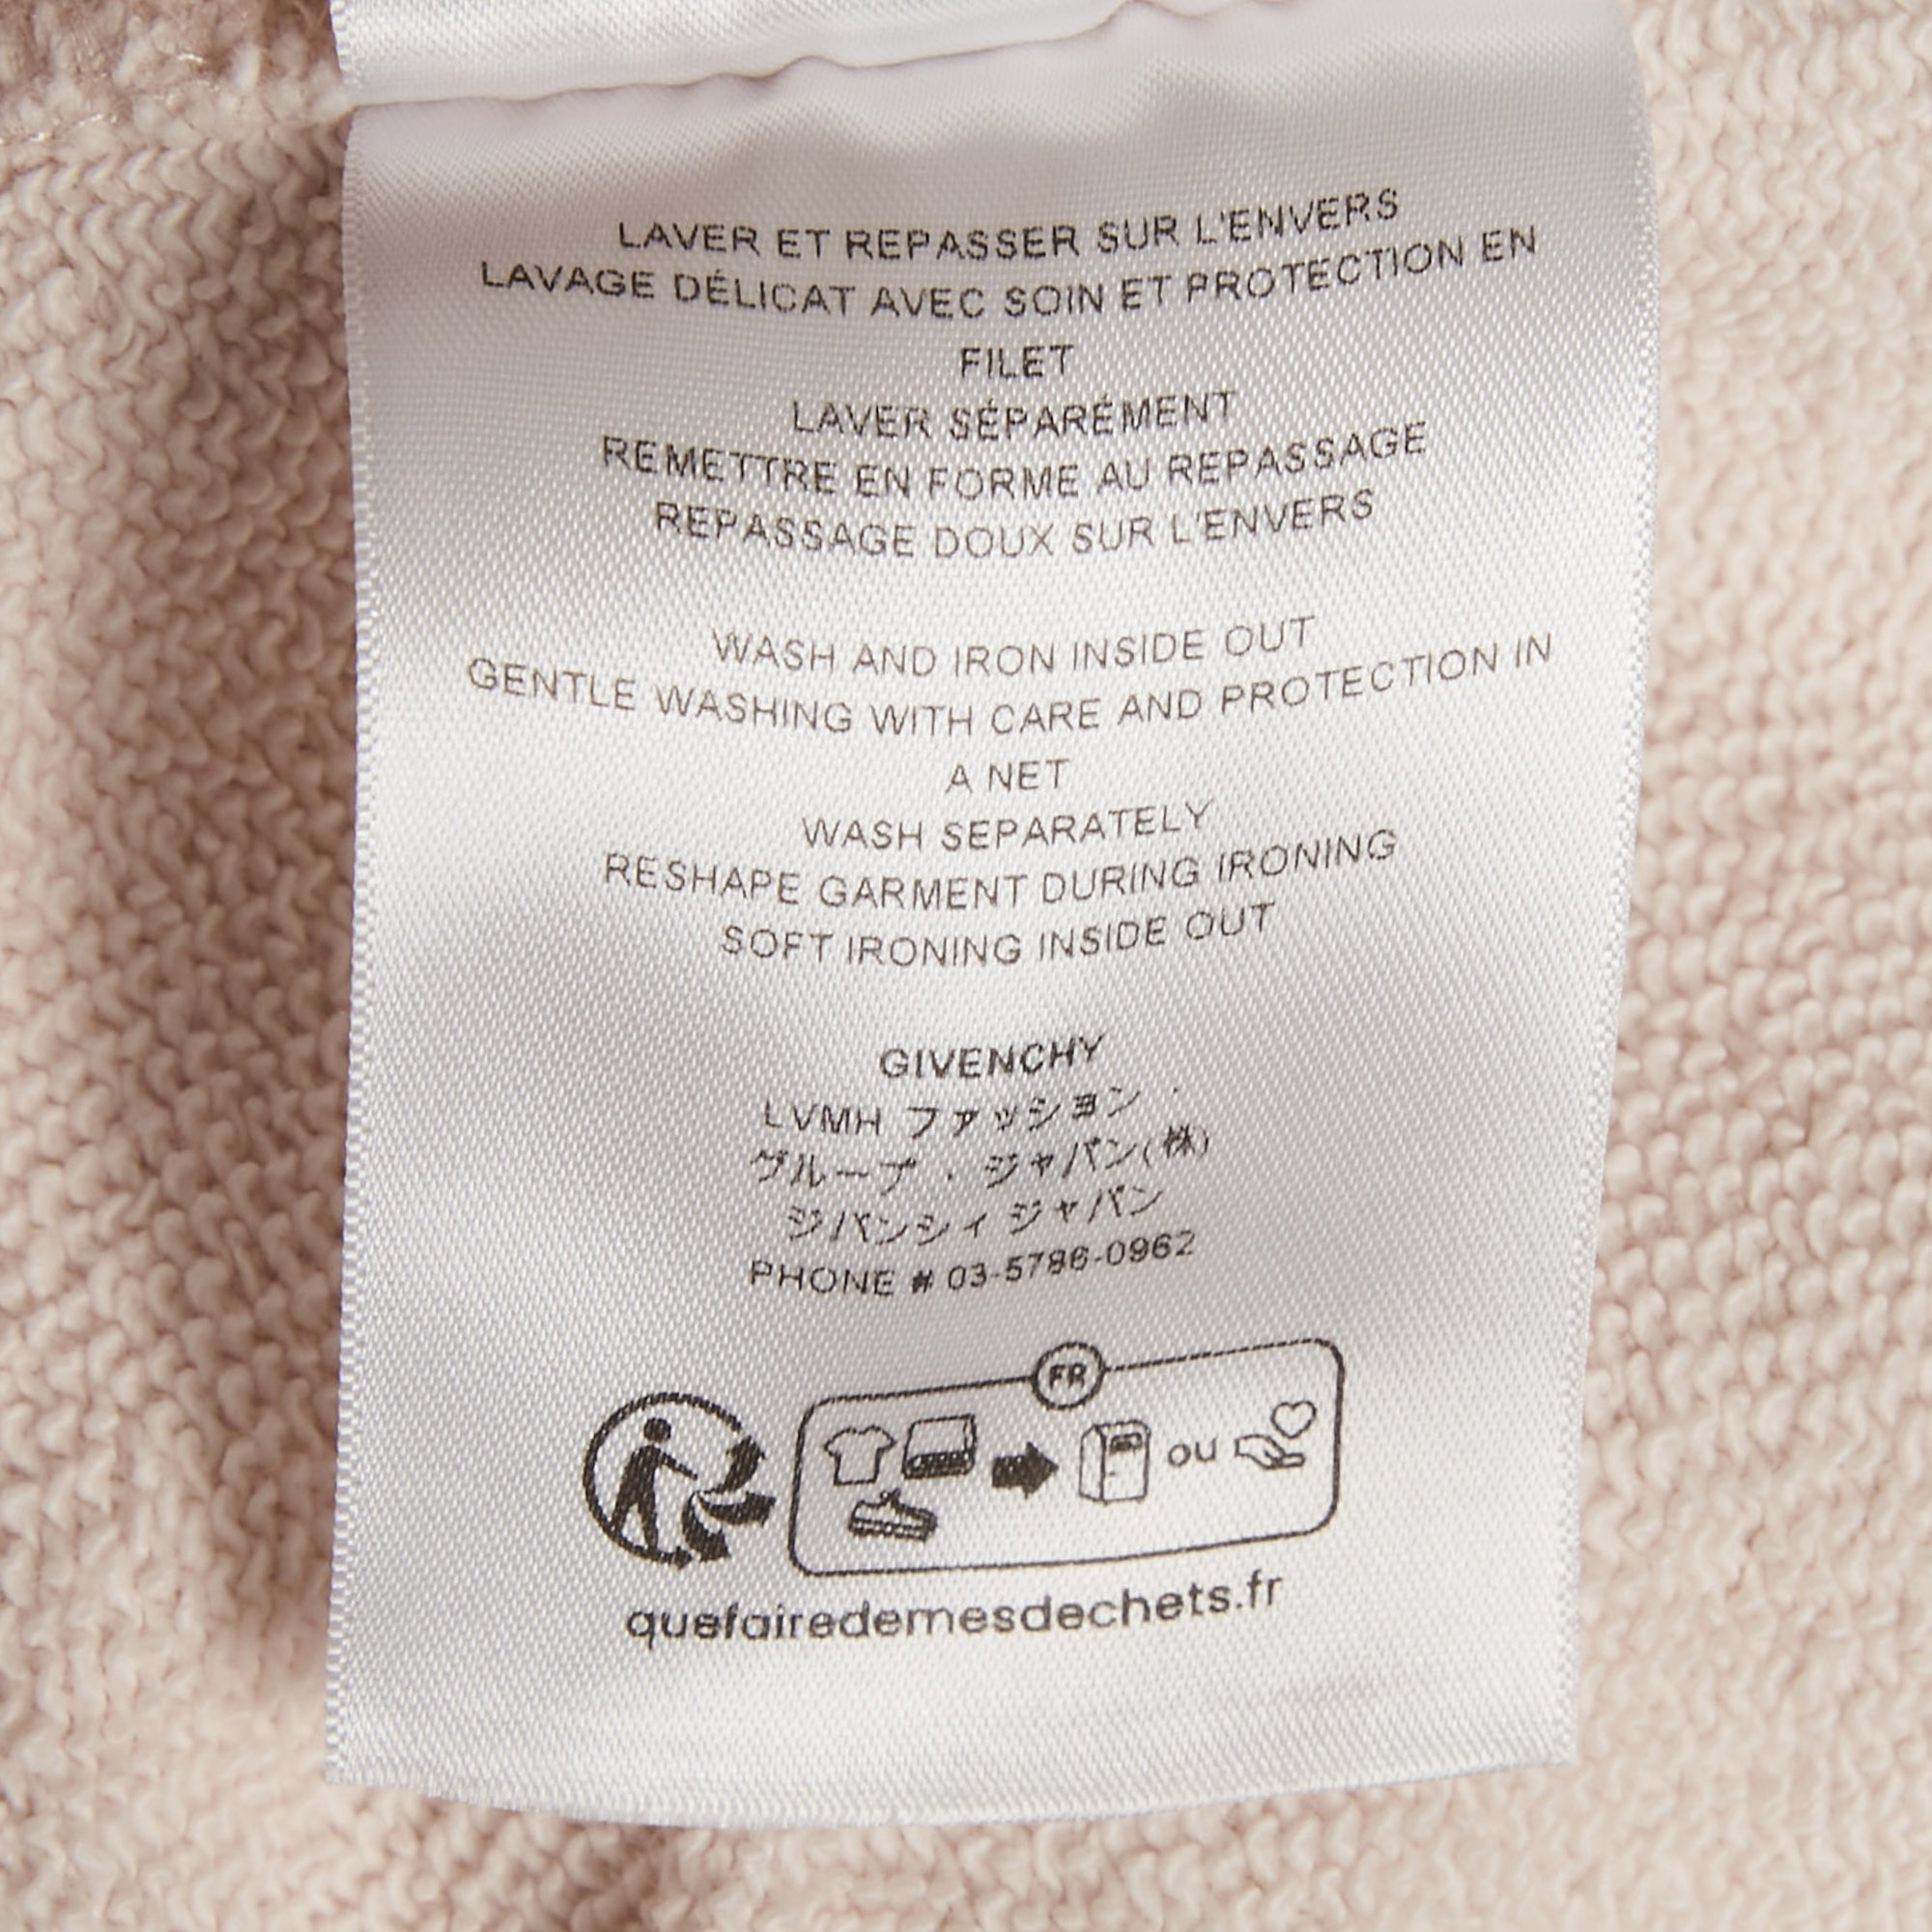 LAVER ET REPASSER SUR L'ENVERS
LAVAGE DÉLICAT AVEC SOIN ET PROTECTION EN
FILET
LAVER SÉPARÉMENT
REMETTRE EN FORME AU REPASSAGE
REPASSAGE DOUX SUR L'ENVERS
WASH AND IRON INSIDE OUT
GENTLE WASHING WITH CARE AND PROTECTION IN
A NET
WASH SEPARATELY
RESHAPE GARMENT DURING IRONING
SOFT IRONING INSIDE OUT
GIVENCHY
LVMH ファッション・
グループ・ジャパン(株)
ジバンシィ ジャパン
PHONE # 03-5786-0962
FR
ou
quefairedemesdechets.fr